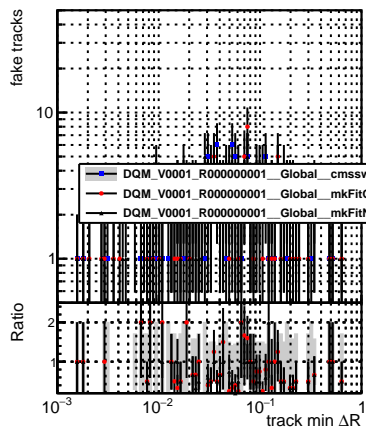 fake tracks
10
1
DQM_V0001_R000000001__Global__cmssw
DQM_V0001_R000000001__Global__mkFit
DQM_V0001_R000000001__Global__mkFit
Ratio
2
1
10⁻³ 10⁻² 10⁻¹ 1
track min ΔR